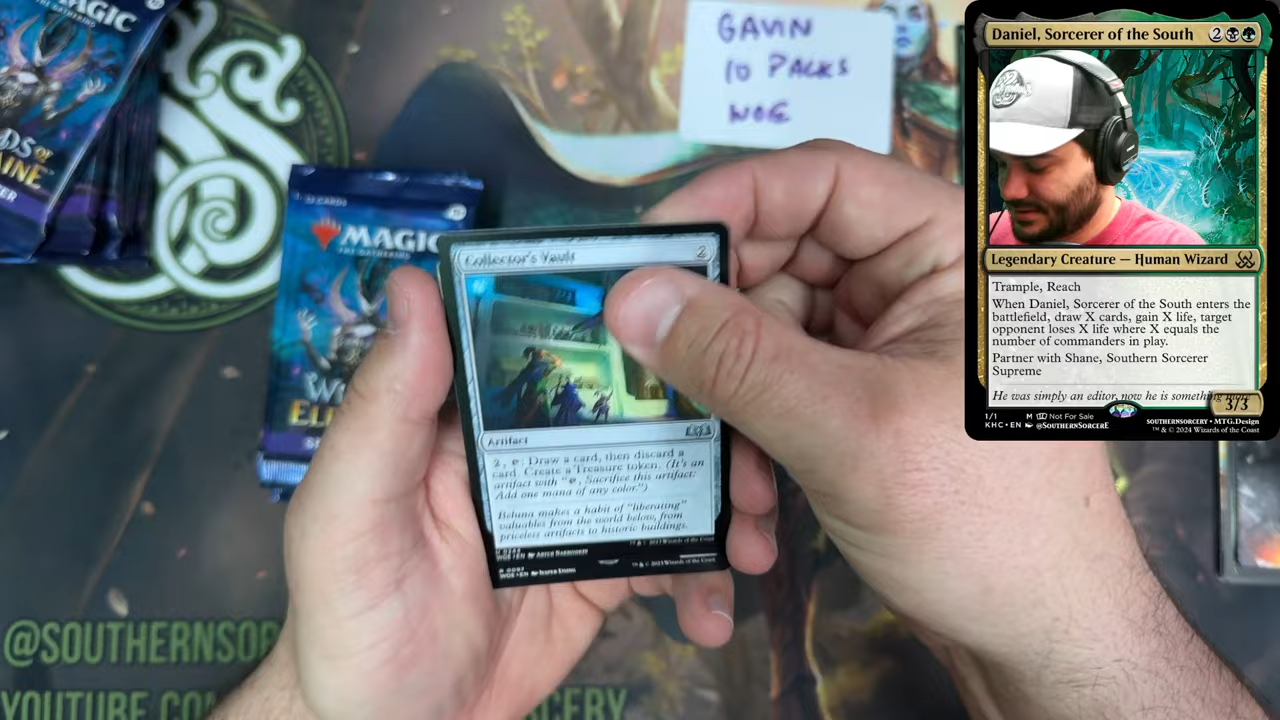 MAGIC
THE GATHERING
GAVIN
10 PACKS
WOE
MAGIC
THE GATHERING
Collector's Vault 2
Artifact
2, T: Draw a card, then discard a
card. Create a Treasure token. (It's an
artifact with "T, Sacrifice this artifact:
Add one mana of any color.")
Beluna makes a habit of "liberating"
valuables from the world below, from
priceless artifacts to historic buildings.
@SOUTHERNSOR
YOUTUBE.CO
CERY
Daniel, Sorcerer of the South 2
Legendary Creature — Human Wizard
Trample, Reach
When Daniel, Sorcerer of the South enters the
battlefield, draw X cards, gain X life, target
opponent loses X life where X equals the
number of commanders in play.
Partner with Shane, Southern Sorcerer
Supreme
He was simply an editor, now he is something
3/3
1/1 M Not For Sale
KHC • EN @SOUTHERNSORCERE
SOUTHERNSORCERY • MTG.Design
™ & © 2024 Wizards of the Coast